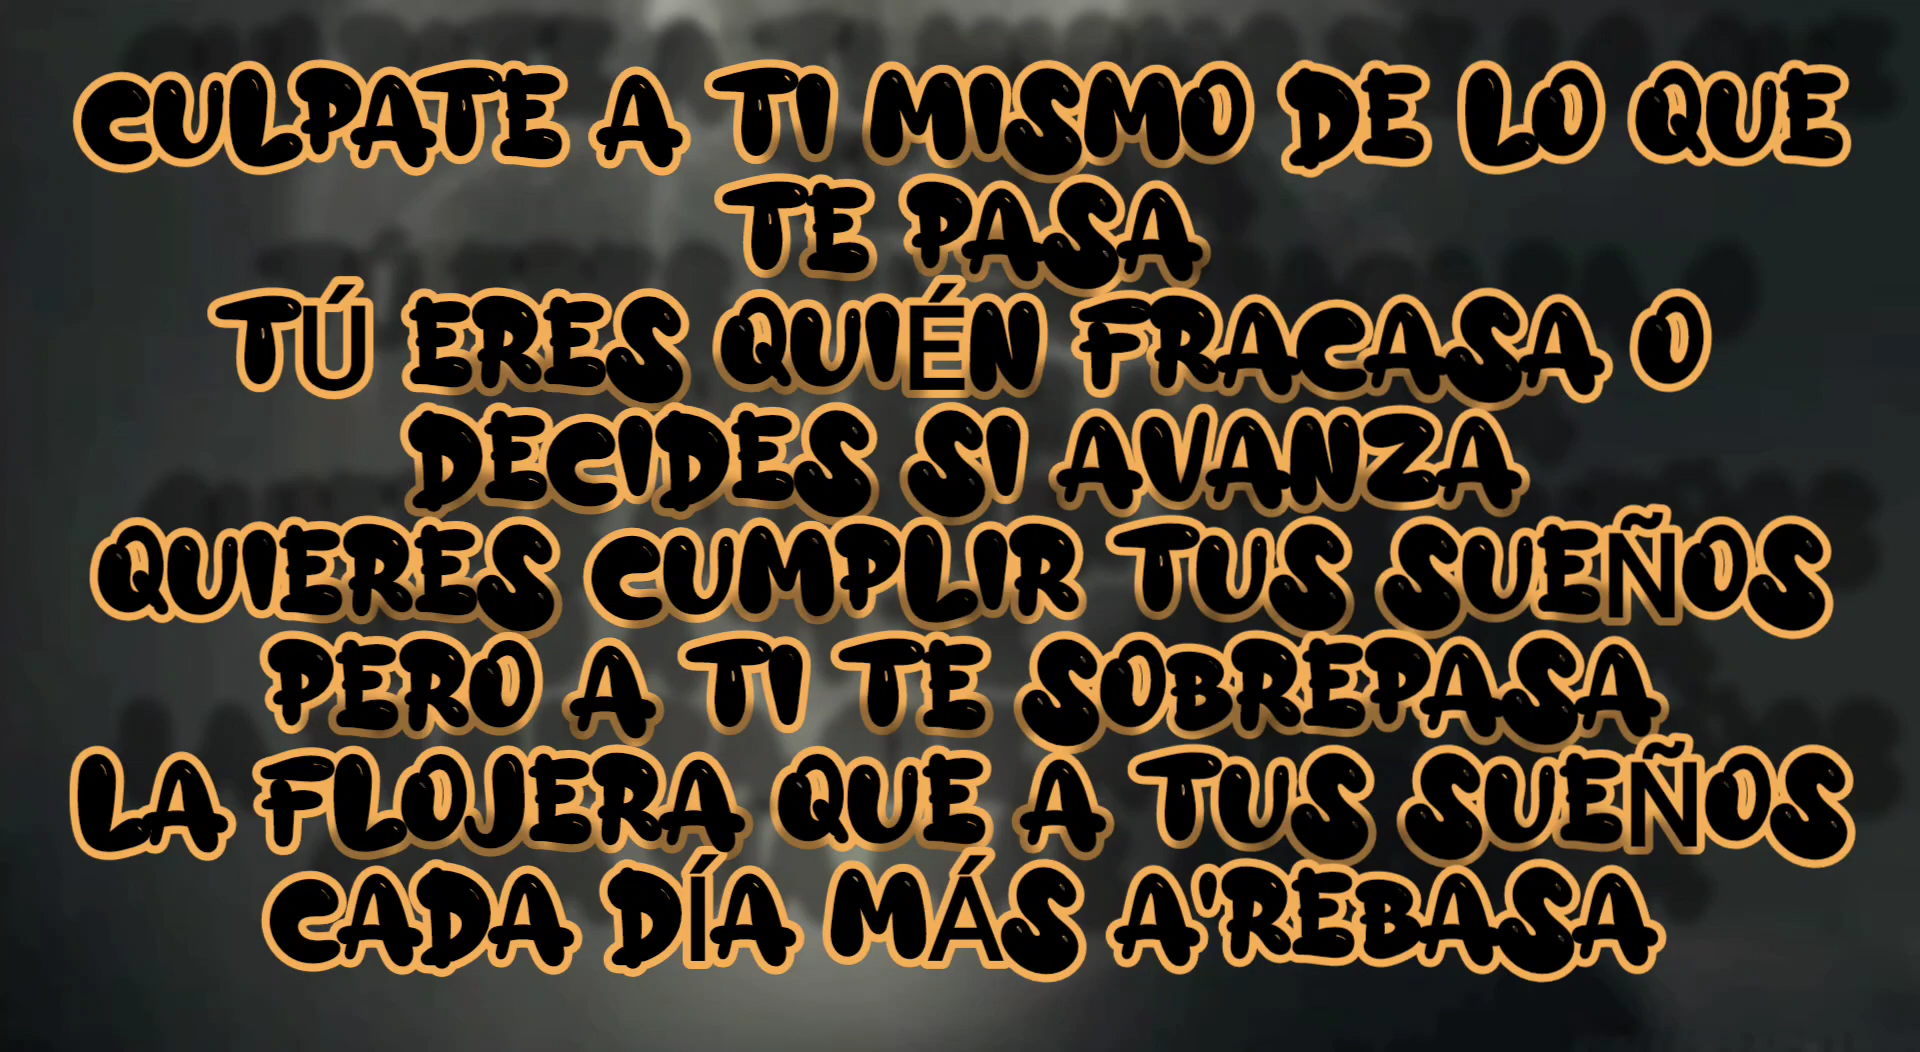 CULPATE A TI MISMO DE LO QUE
TE PASA
TÚ ERES QUIÉN FRACASA O
DECIDES SI AVANZA
QUIERES CUMPLIR TUS SUEÑOS
PERO A TI TE SOBREPASA
LA FLOJERA QUE A TUS SUEÑOS
CADA DÍA MÁS A'REBASA